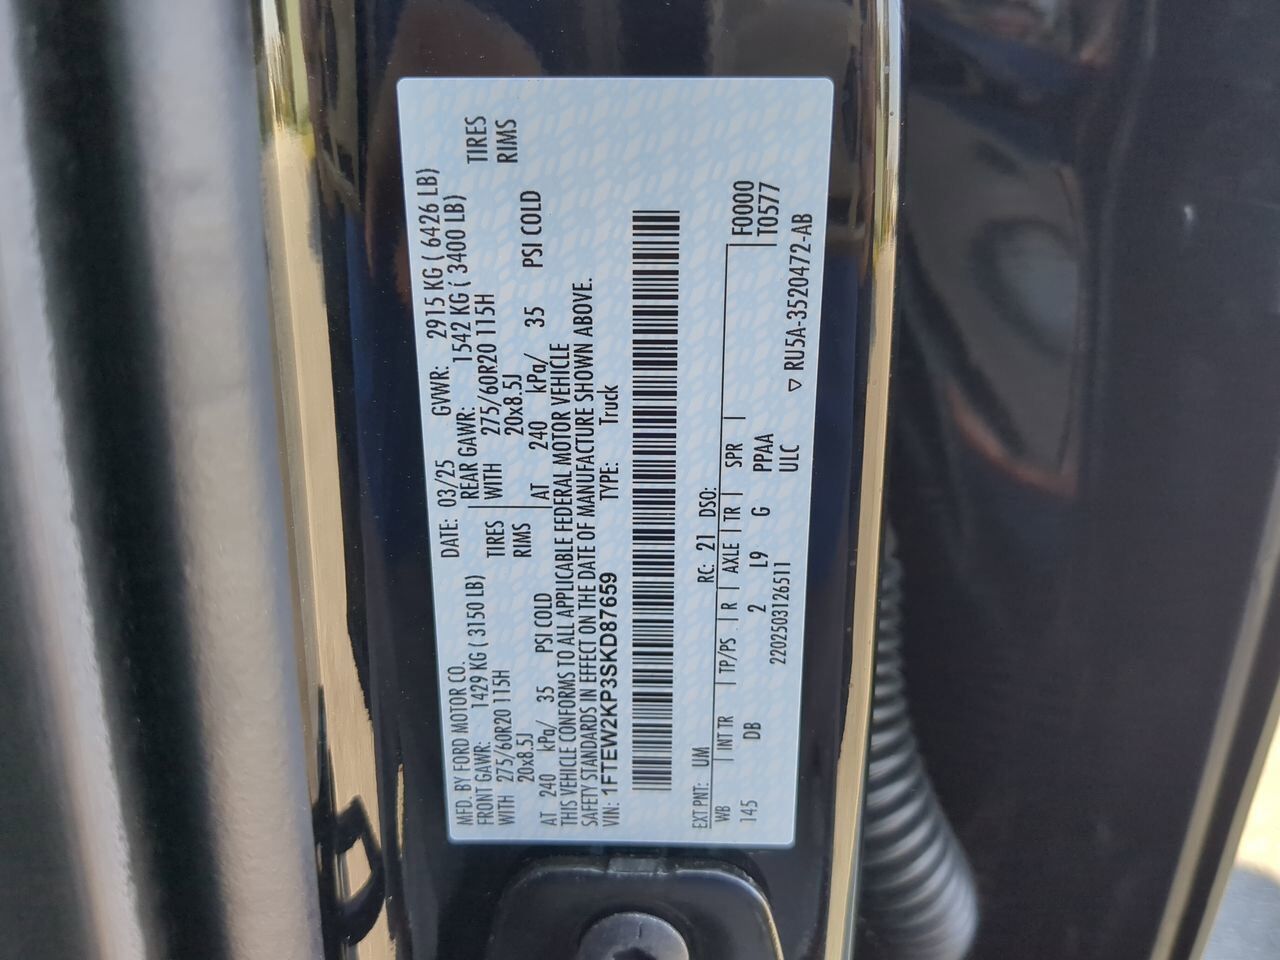 MFD. BY FORD MOTOR CO.
DATE: 03/25 GVWR: 2915 KG ( 6426 LB)
FRONT GAWR: 1429 KG ( 3150 LB) REAR GAWR: 1542 KG ( 3400 LB)
WITH 275/60R20 115H TIRES WITH 275/60R20 115H TIRES
20x8.5J RIMS 20x8.5J RIMS
AT 240 kPa/ 35 PSI COLD AT 240 kPa/ 35 PSI COLD
THIS VEHICLE CONFORMS TO ALL APPLICABLE FEDERAL MOTOR VEHICLE
SAFETY STANDARDS IN EFFECT ON THE DATE OF MANUFACTURE SHOWN ABOVE.
VIN: 1FTEW2KP3SKD87659 TYPE: Truck
EXT PNT: UM RC: 21 DSO:
WB INT TR TP/PS R AXLE TR SPR F0000
145 DB 2 L9 G PPAA T0577
2202503126511 ULC
▽ RU5A-3520472-AB